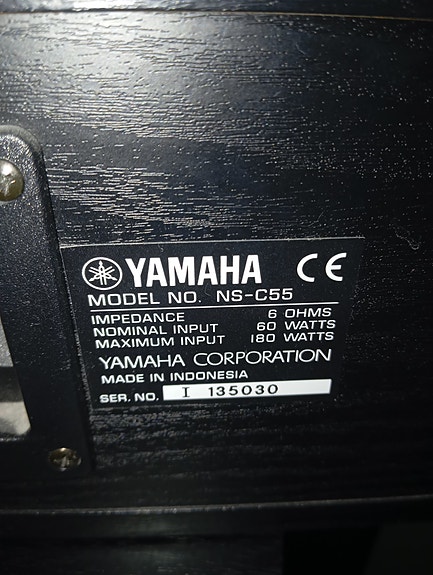 YAMAHA CE
MODEL NO. NS-C55
IMPEDANCE 6 OHMS
NOMINAL INPUT 60 WATTS
MAXIMUM INPUT 180 WATTS
YAMAHA CORPORATION
MADE IN INDONESIA
SER. NO. I 135030